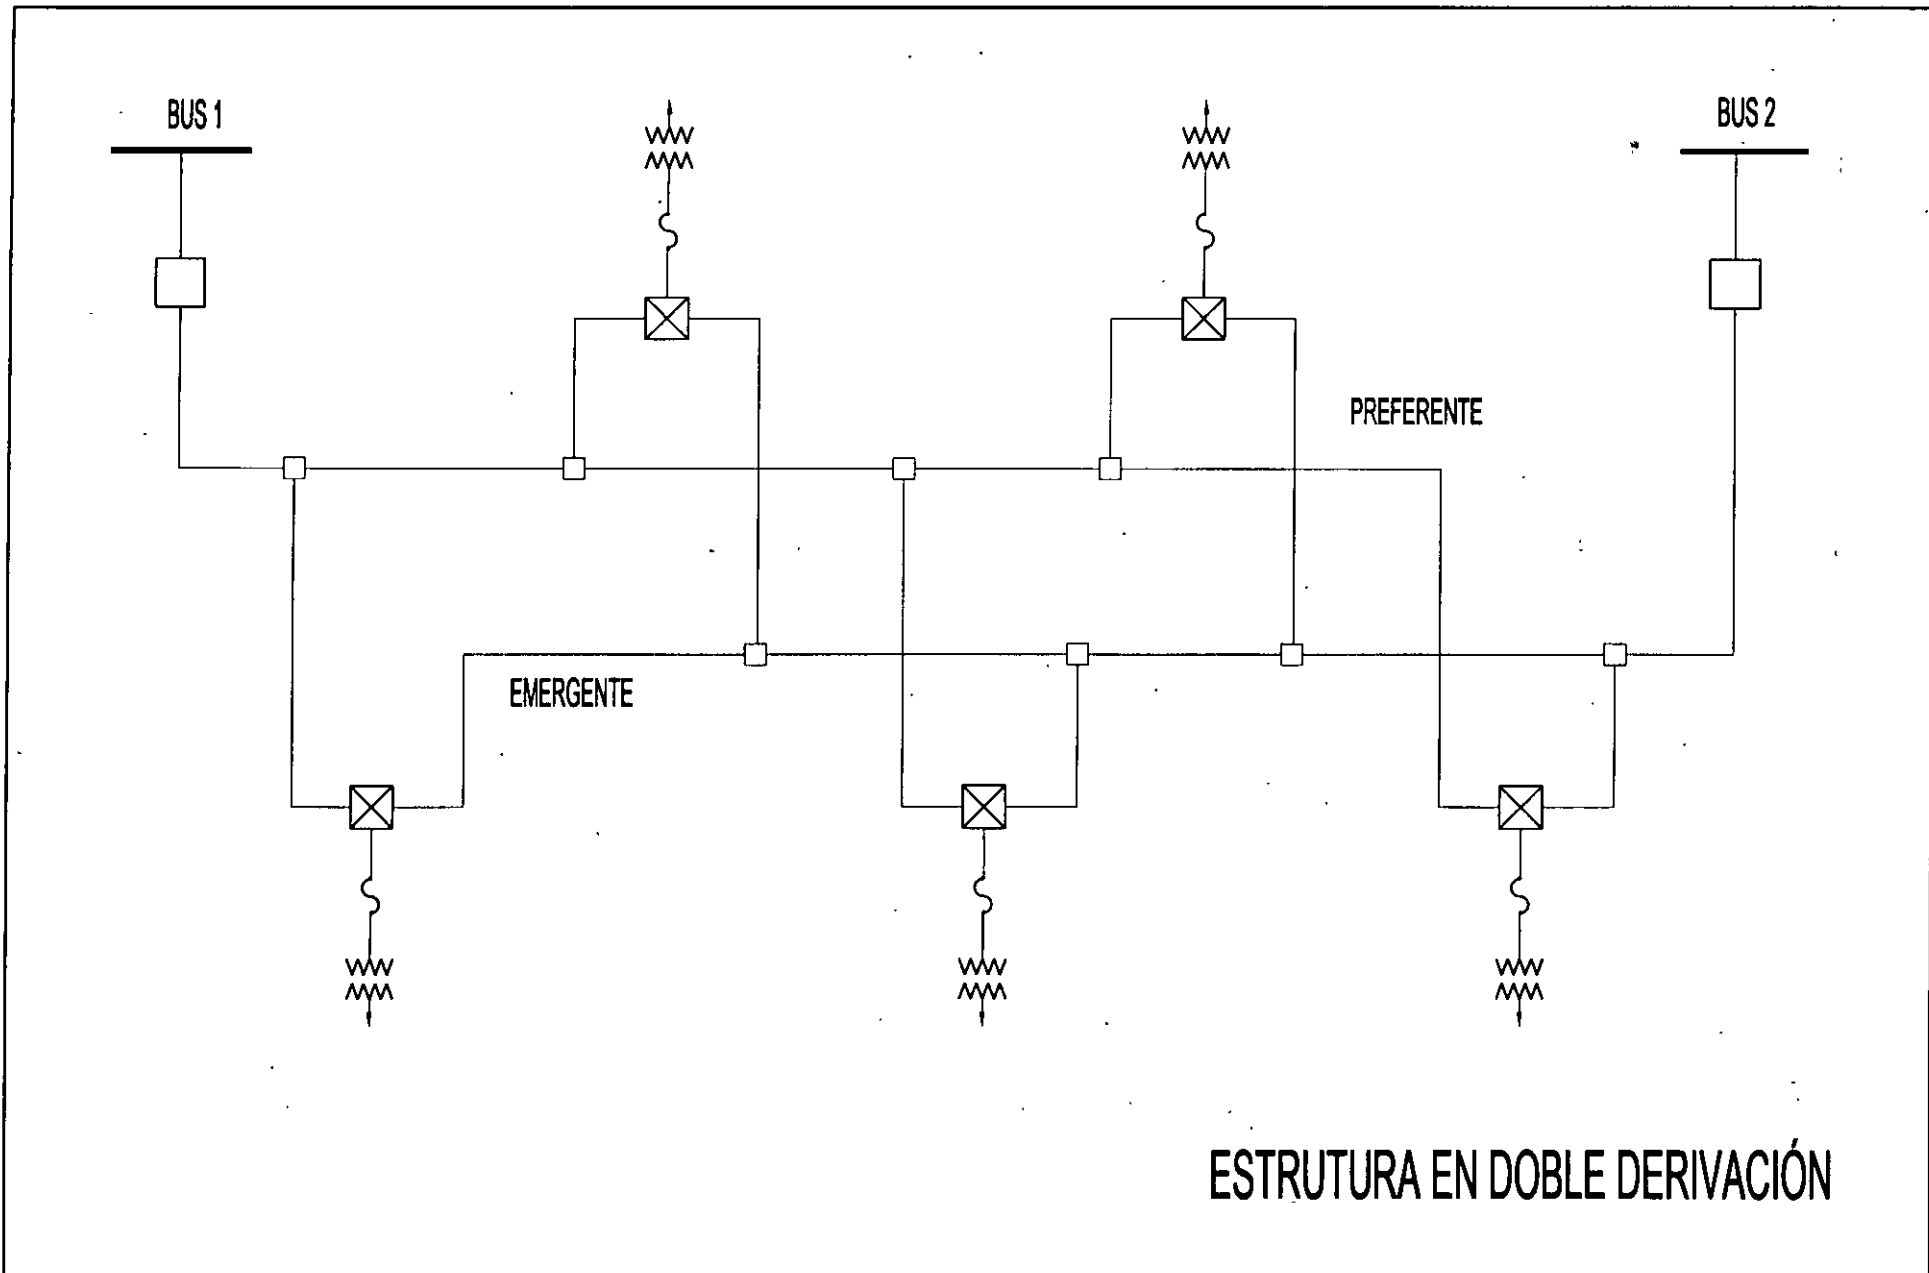 BUS 1
BUS 2
PREFERENTE
EMERGENTE
ESTRUTURA EN DOBLE DERIVACIÓN